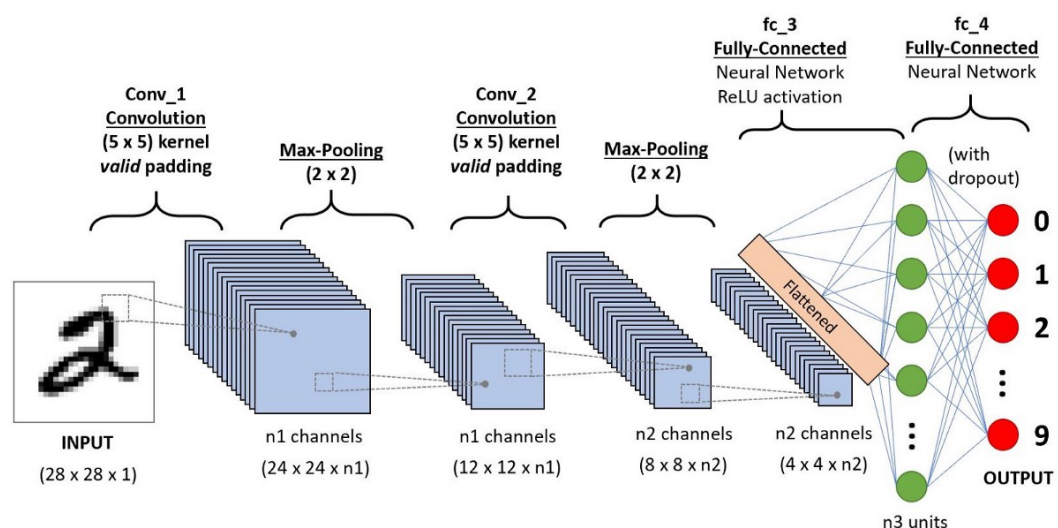 fc_3
Fully-Connected
Neural Network
ReLU activation
fc_4
Fully-Connected
Neural Network
Conv_1
Convolution
(5 x 5) kernel
valid padding
Max-Pooling
(2 x 2)
Conv_2
Convolution
(5 x 5) kernel
valid padding
Max-Pooling
(2 x 2)
(with
dropout)
Flattened
0
1
2
9
INPUT
(28 x 28 x 1)
n1 channels
(24 x 24 x n1)
n1 channels
(12 x 12 x n1)
n2 channels
(8 x 8 x n2)
n2 channels
(4 x 4 x n2)
OUTPUT
n3 units
2